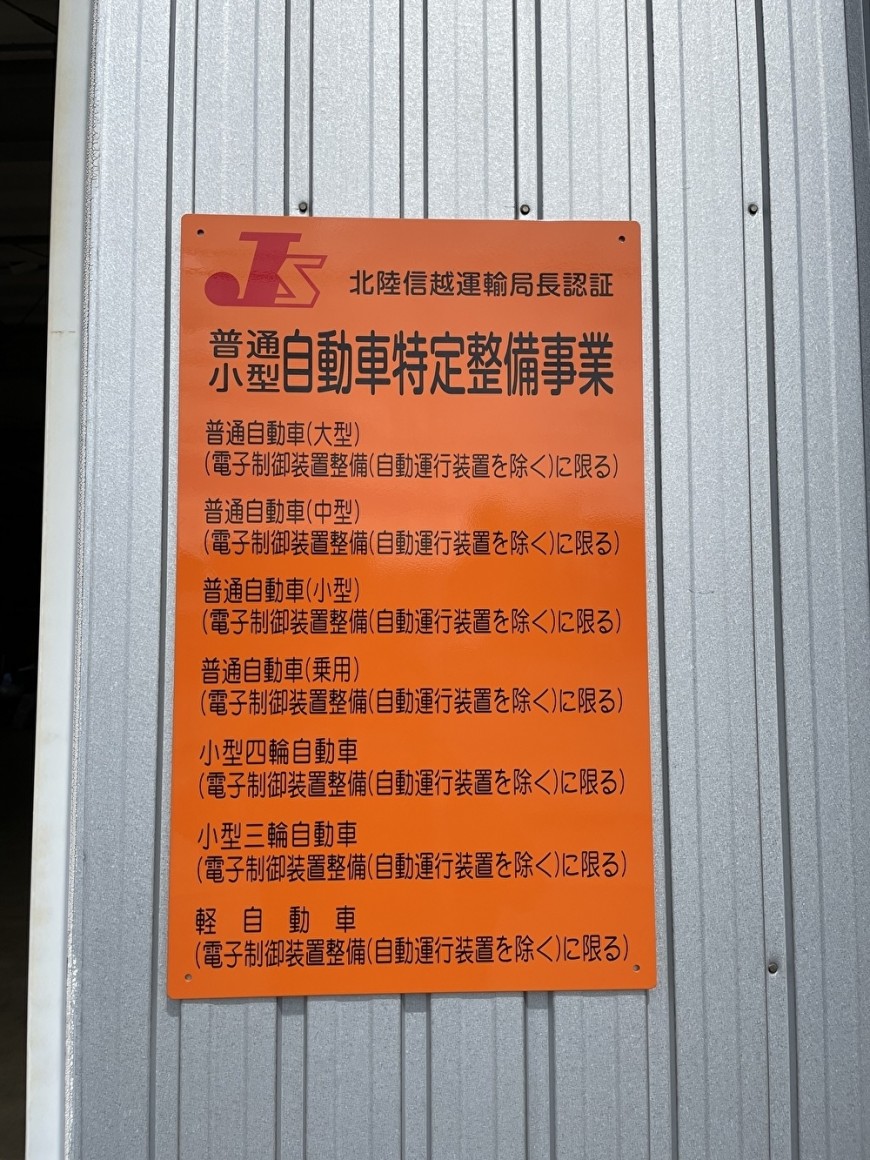 JS
北陸信越運輸局長認証
普通
小型
自動車特定整備事業
普通自動車(大型)
(電子制御装置整備(自動運行装置を除く)に限る)
普通自動車(中型)
(電子制御装置整備(自動運行装置を除く)に限る)
普通自動車(小型)
(電子制御装置整備(自動運行装置を除く)に限る)
普通自動車(乗用)
(電子制御装置整備(自動運行装置を除く)に限る)
小型四輪自動車
(電子制御装置整備(自動運行装置を除く)に限る)
小型三輪自動車
(電子制御装置整備(自動運行装置を除く)に限る)
軽自動車
(電子制御装置整備(自動運行装置を除く)に限る)